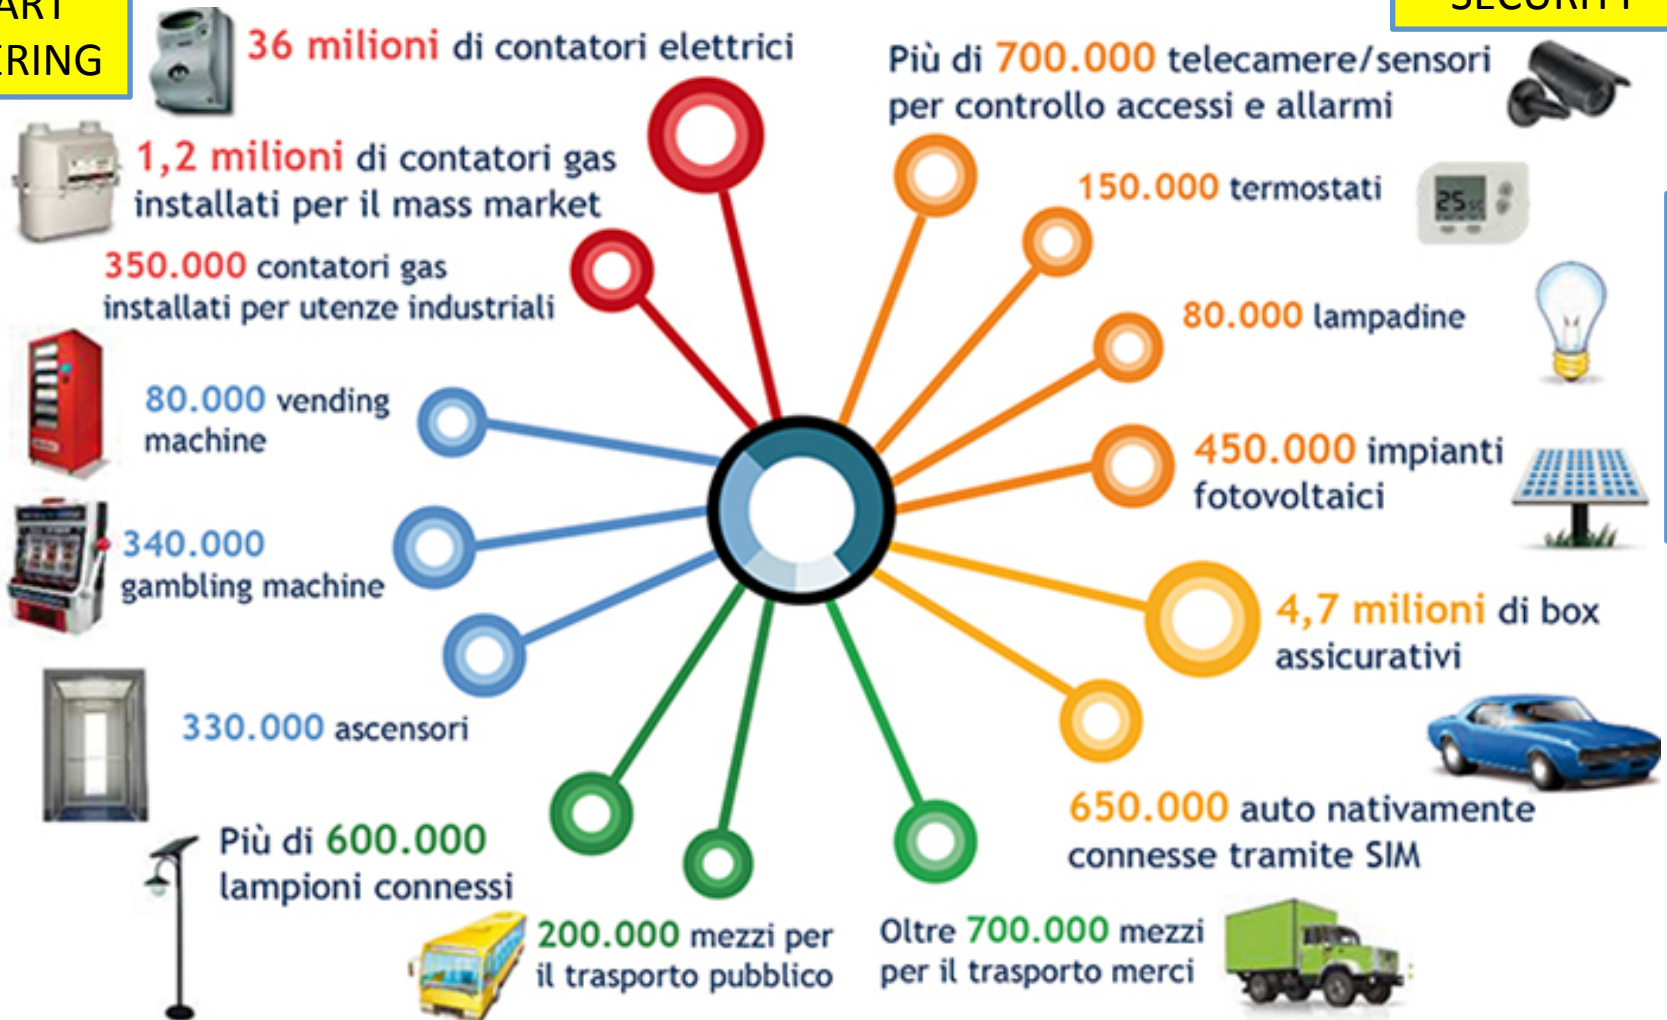 ART
ERING
36 milioni di contatori elettrici
1,2 milioni di contatori gas
installati per il mass market
350.000 contatori gas
installati per utenze industriali
80.000 vending
machine
340.000
gambling machine
330.000 ascensori
Più di 600.000
lampioni connessi
200.000 mezzi per
il trasporto pubblico
Oltre 700.000 mezzi
per il trasporto merci
SECURITY
Più di 700.000 telecamere/sensori
per controllo accessi e allarmi
150.000 termostati
25
80.000 lampadine
450.000 impianti
fotovoltaici
4,7 milioni di box
assicurativi
650.000 auto nativamente
connesse tramite SIM